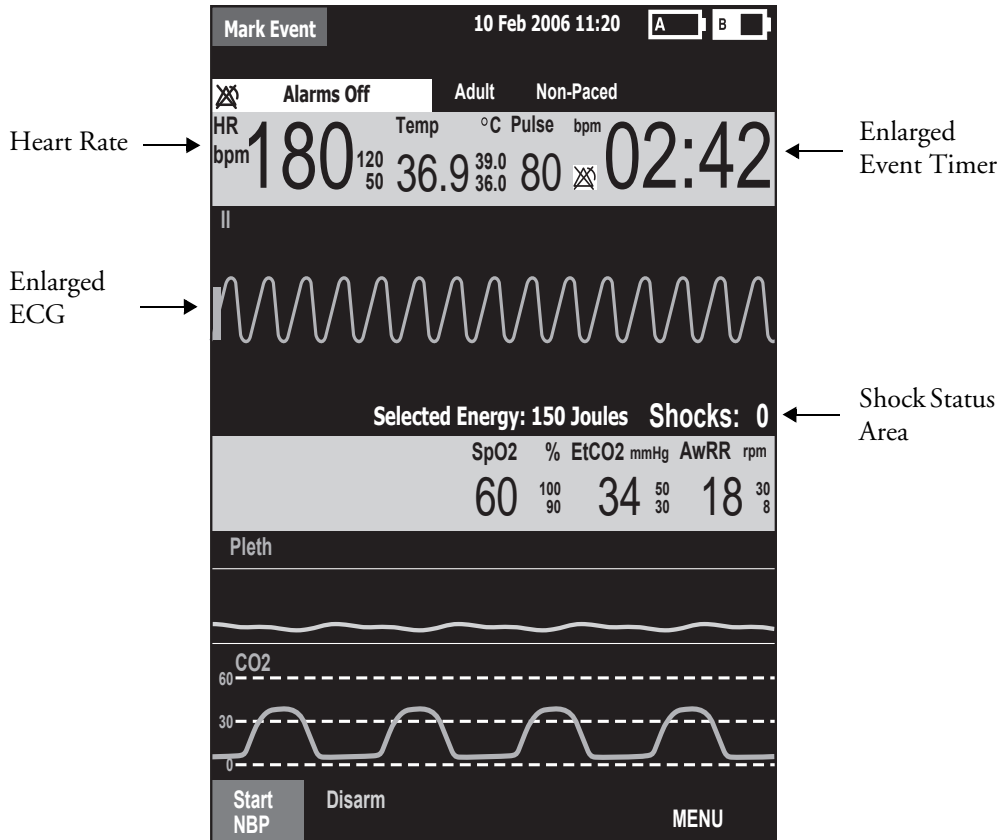 Mark Event 10 Feb 2006 11:20 A B
Alarms Off Adult Non-Paced
HR bpm 180 120 50 Temp °C 36.9 39.0 36.0 Pulse bpm 80 02:42
Heart Rate
Enlarged
Event Timer
II
Enlarged
ECG
Selected Energy: 150 Joules Shocks: 0
Shock Status
Area
SpO2 % EtCO2 mmHg AwRR rpm
60 100 90 34 50 30 18 30 8
Pleth
CO2
60
30
0
Start
NBP
Disarm
MENU